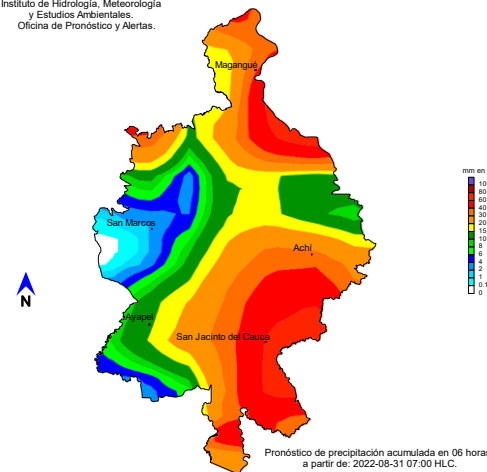 Instituto de Hidrología, Meteorología
y Estudios Ambientales.
Oficina de Pronóstico y Alertas.
Magangué
San Marcos
Achí
Ayapel
San Jacinto del Cauca
N
mm en
10
80
60
40
30
20
15
10
8
6
4
2
1
0.1
0
Pronóstico de precipitación acumulada en 06 horas
a partir de: 2022-08-31 07:00 HLC.